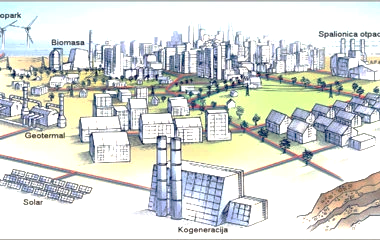 opark
Biomasa
Spalionica otpad
Geotermal
Solar
Kogeneracija